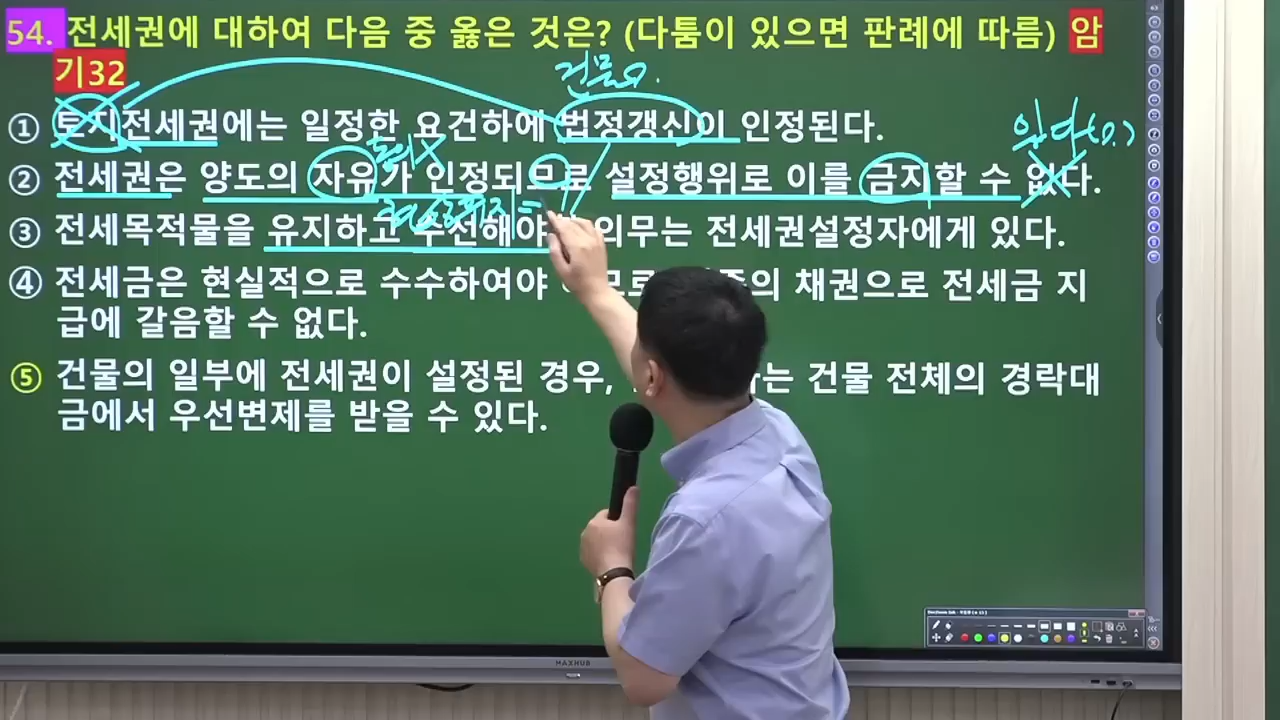 54. 전세권에 대하여 다음 중 옳은 것은? (다툼이 있으면 판례에 따름) 암
기32
건물O.
① 토지전세권에는 일정한 요건하에 법정갱신이 인정된다.
있다(O.)
② 전세권은 양도의 자유가 인정되므로 설정행위로 이를 금지할 수 없다.
동의X
③ 전세목적물을 유지하고 수선해야 의무는 전세권설정자에게 있다.
④ 전세금은 현실적으로 수수하여야 므로 의 채권으로 전세금 지
급에 갈음할 수 없다.
⑤ 건물의 일부에 전세권이 설정된 경우, 는 건물 전체의 경락대
금에서 우선변제를 받을 수 있다.
MAXHUB